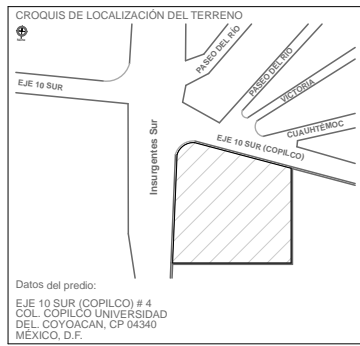 CROQUIS DE LOCALIZACIÓN DEL TERRENO
PASEO DEL RÍO
PASEO DEL RÍO
EJE 10 SUR
VICTORIA
CUAUHTÉMOC
Insurgentes Sur
EJE 10 SUR (COPILCO)
Datos del predio:
EJE 10 SUR (COPILCO) # 4
COL. COPILCO UNIVERSIDAD
DEL. COYOACAN, CP 04340
MÉXICO, D.F.